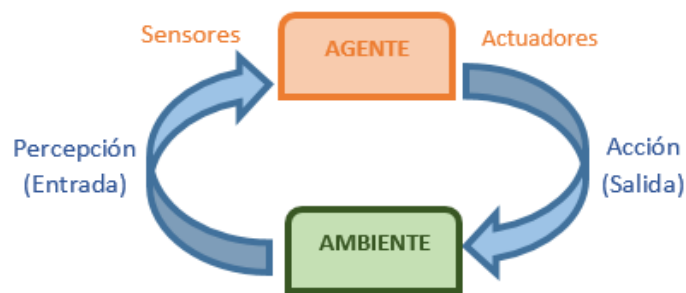 Sensores
AGENTE
Actuadores
Percepción
(Entrada)
Acción
(Salida)
AMBIENTE